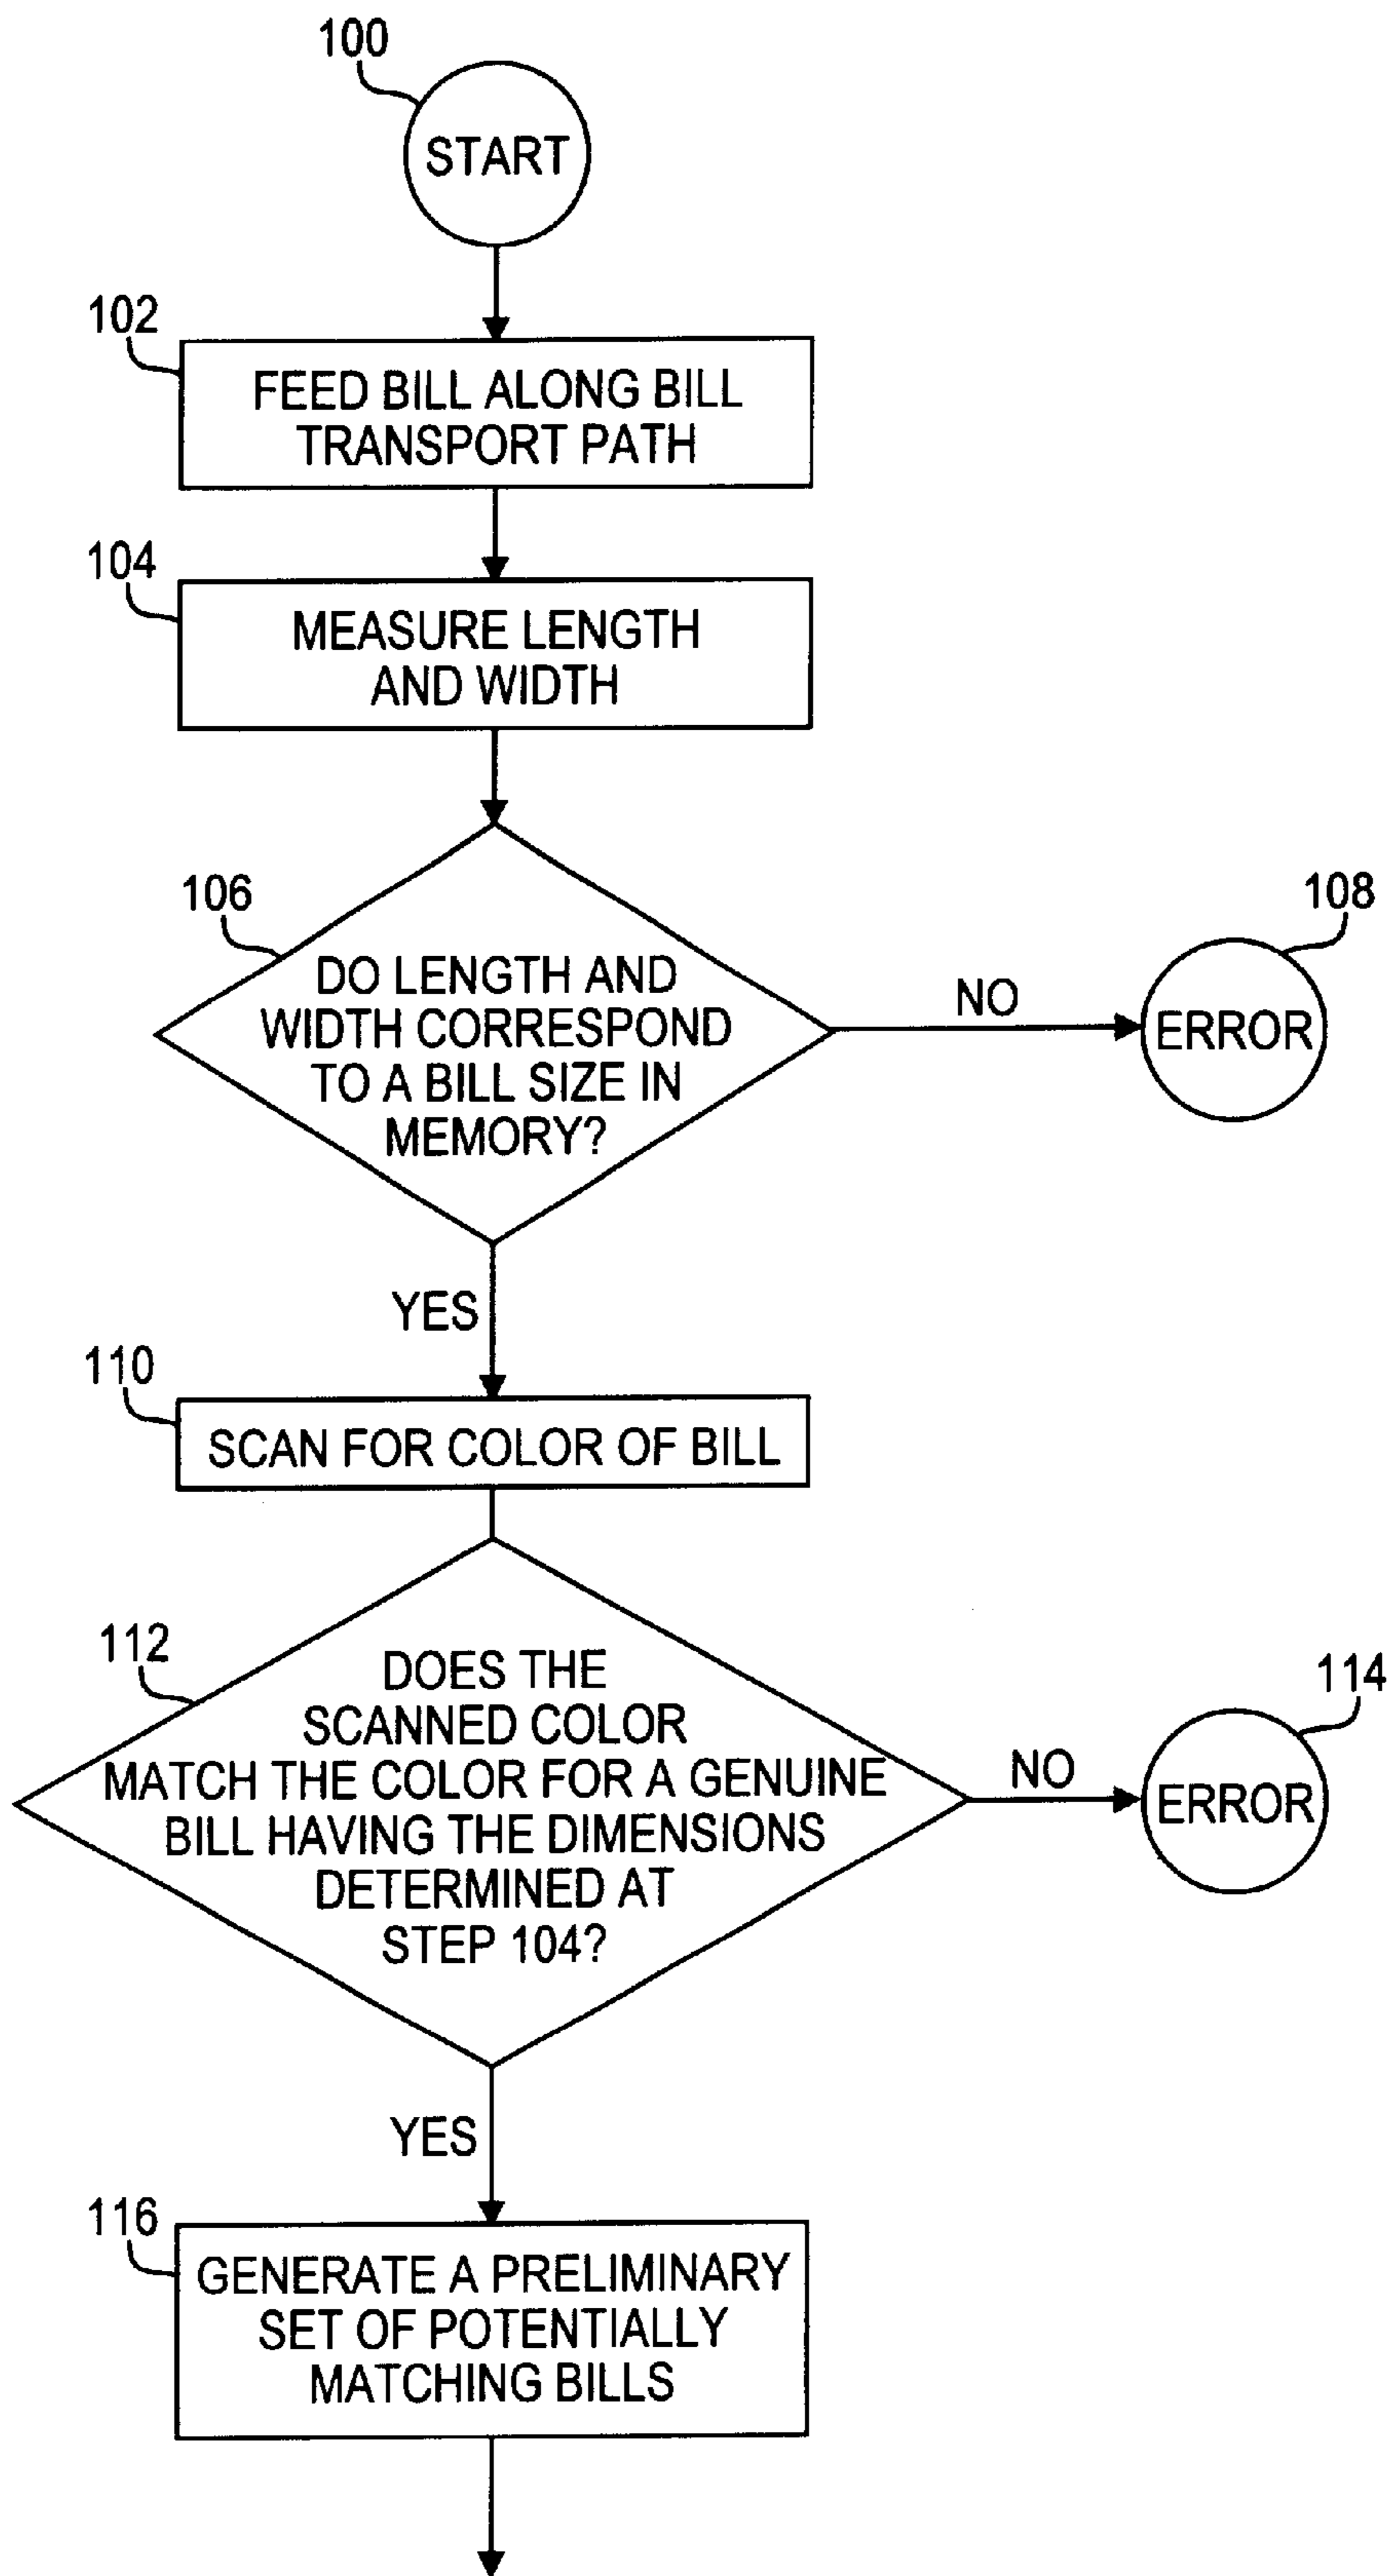 100
START
102
FEED BILL ALONG BILL
TRANSPORT PATH
104
MEASURE LENGTH
AND WIDTH
106
DO LENGTH AND
WIDTH CORRESPOND
TO A BILL SIZE IN
MEMORY?
NO
108
ERROR
YES
110
SCAN FOR COLOR OF BILL
112
DOES THE
SCANNED COLOR
MATCH THE COLOR FOR A GENUINE
BILL HAVING THE DIMENSIONS
DETERMINED AT
STEP 104?
NO
114
ERROR
YES
116
GENERATE A PRELIMINARY
SET OF POTENTIALLY
MATCHING BILLS